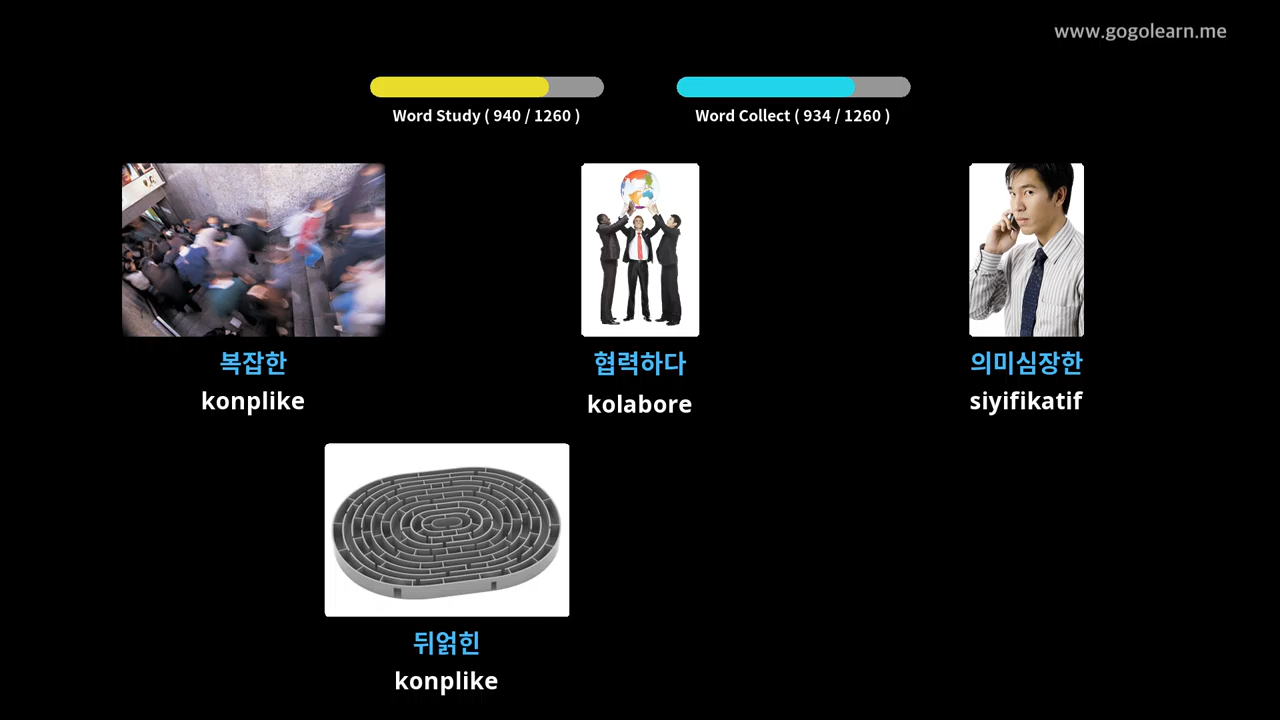 www.gogolearn.me
Word Study ( 940 / 1260 )
Word Collect ( 934 / 1260 )
복잡한
konplike
협력하다
kolabore
의미심장한
siyifikatif
뒤얽힌
konplike